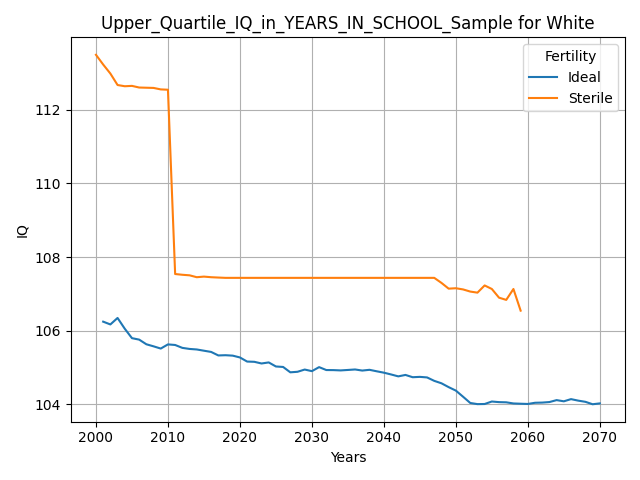 Upper_Quartile_IQ_in_YEARS_IN_SCHOOL_Sample for White
Fertility
Ideal
Sterile
112
110
108
106
104
IQ
2000 2010 2020 2030 2040 2050 2060 2070
Years